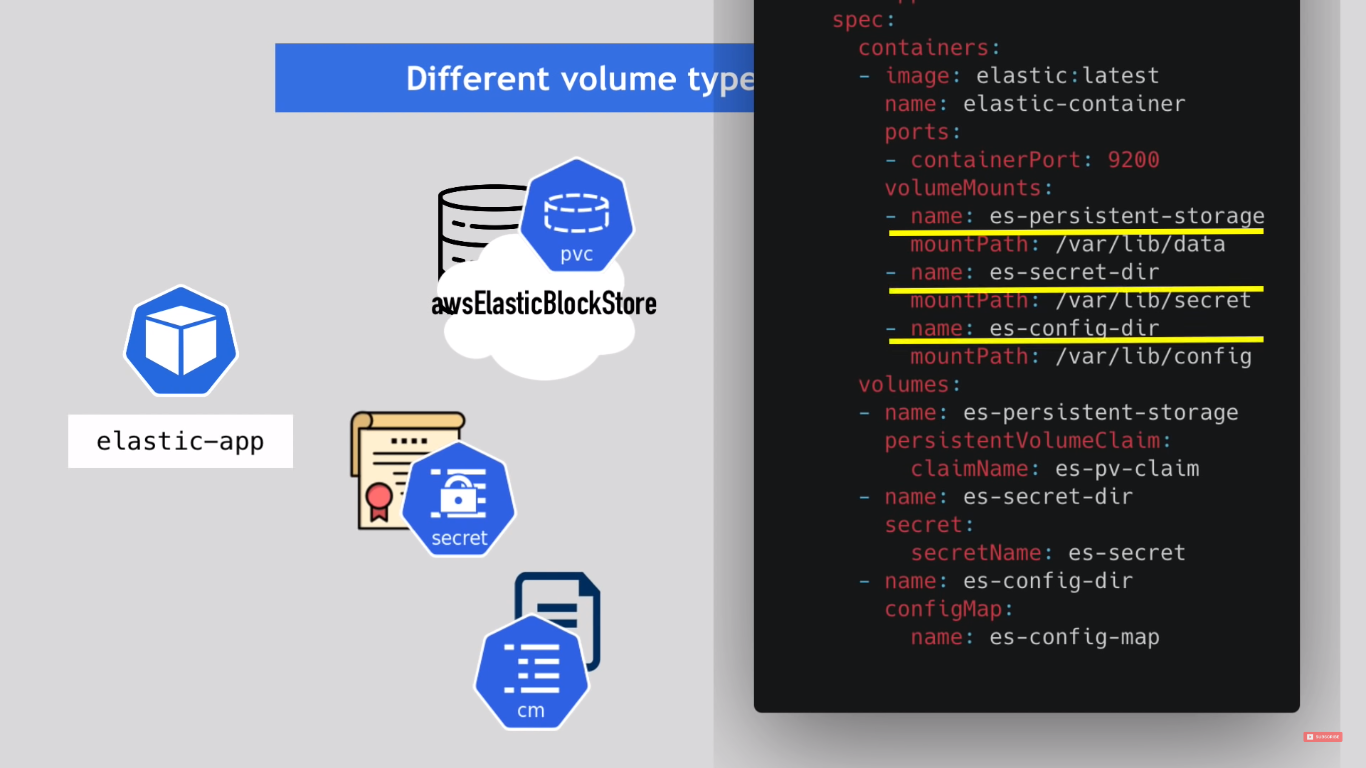 Different volume type
pvc
awsElasticBlockStore
elastic-app
secret
cm
spec:
containers:
- image: elastic:latest
name: elastic-container
ports:
- containerPort: 9200
volumeMounts:
- name: es-persistent-storage
mountPath: /var/lib/data
- name: es-secret-dir
mountPath: /var/lib/secret
- name: es-config-dir
mountPath: /var/lib/config
volumes:
- name: es-persistent-storage
persistentVolumeClaim:
claimName: es-pv-claim
- name: es-secret-dir
secret:
secretName: es-secret
- name: es-config-dir
configMap:
name: es-config-map
SUBSCRIBE